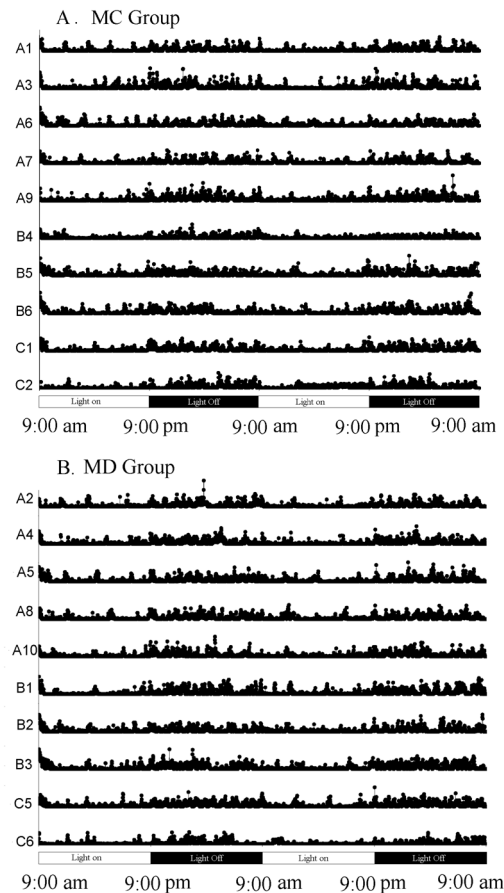 A . MC Group
A1
A3
A6
A7
A9
B4
B5
B6
C1
C2
Light on Light Off Light on Light Off
9:00 am 9:00 pm 9:00 am 9:00 pm 9:00 am
B. MD Group
A2
A4
A5
A8
A10
B1
B2
B3
C5
C6
Light on Light Off Light on Light Off
9:00 am 9:00 pm 9:00 am 9:00 pm 9:00 am